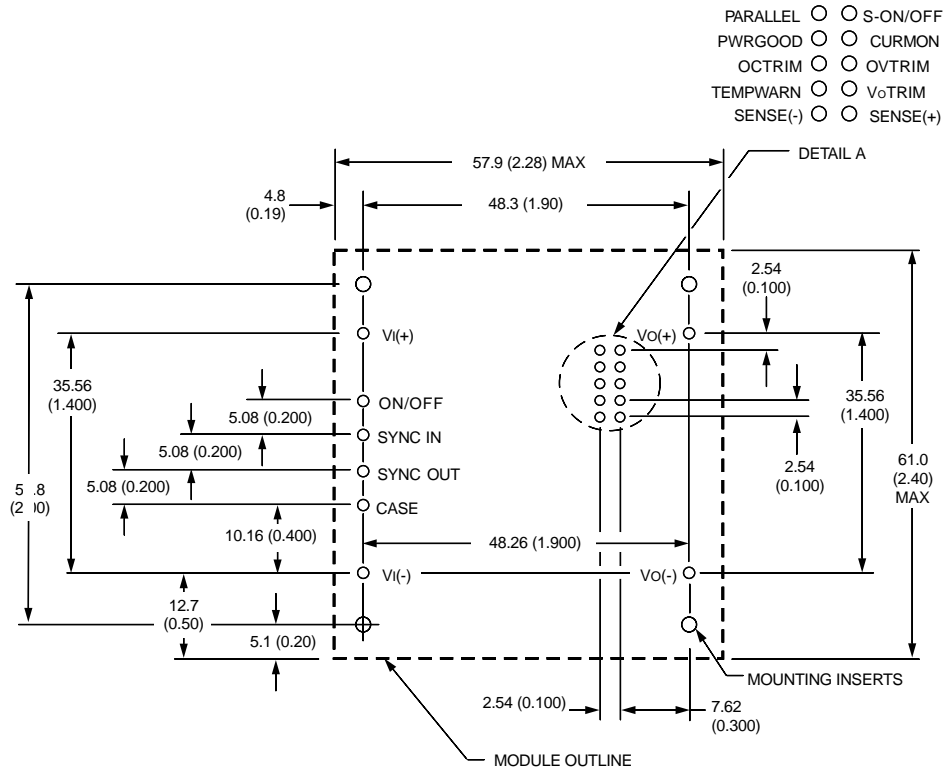 PARALLEL S-ON/OFF
PWRGOOD CURMON
OCTRIM OVTRIM
TEMPWARN VOTRIM
SENSE(-) SENSE(+)
DETAIL A
57.9 (2.28) MAX
4.8
(0.19)
48.3 (1.90)
2.54
(0.100)
VI(+)
VO(+)
35.56
(1.400)
ON/OFF
5.08 (0.200)
SYNC IN
5.08 (0.200)
SYNC OUT
5.08 (0.200)
CASE
10.16 (0.400)
35.56
(1.400)
2.54
(0.100)
61.0
(2.40)
MAX
48.26 (1.900)
VI(-)
VO(-)
12.7
(0.50)
5.1 (0.20)
MOUNTING INSERTS
2.54 (0.100)
7.62
(0.300)
MODULE OUTLINE